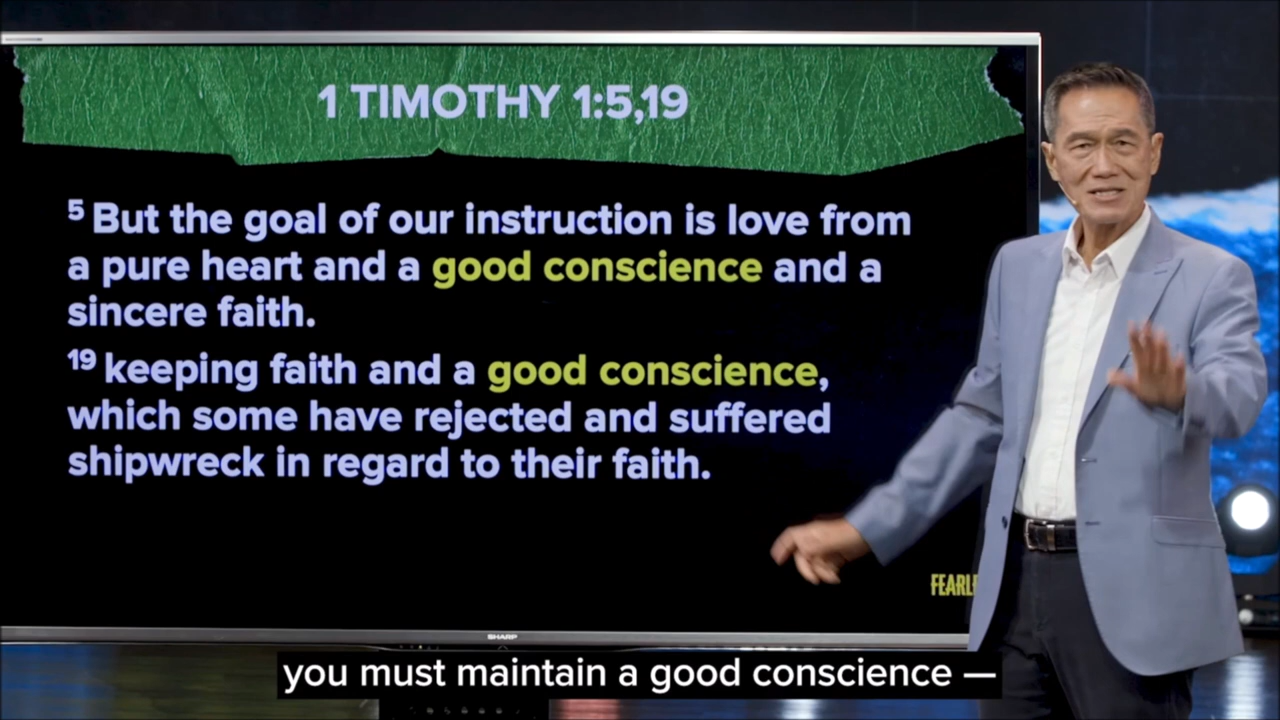 1 TIMOTHY 1:5,19
5 But the goal of our instruction is love from
a pure heart and a good conscience and a
sincere faith.
19 keeping faith and a good conscience,
which some have rejected and suffered
shipwreck in regard to their faith.
FEARL
SHARP
you must maintain a good conscience —